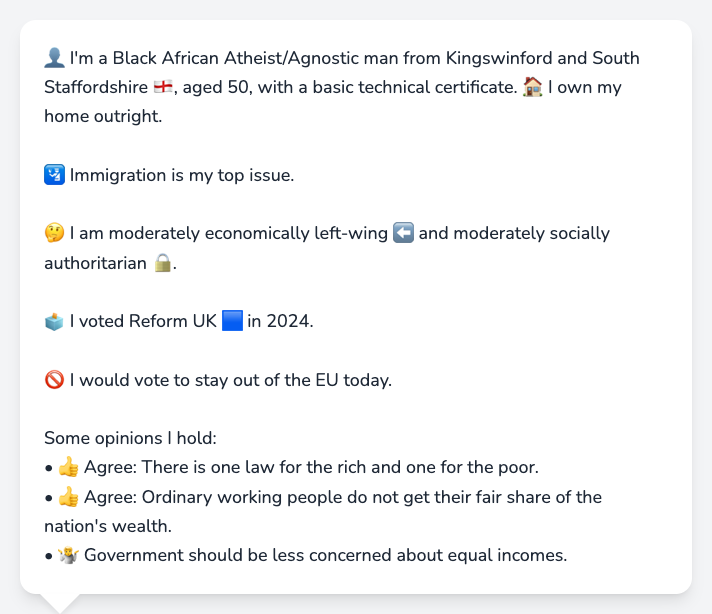 👤 I'm a Black African Atheist/Agnostic man from Kingswinford and South
Staffordshire 🏴󠁧󠁢󠁥󠁮󠁧󠁿, aged 50, with a basic technical certificate. 🏠 I own my
home outright.
🛂 Immigration is my top issue.
🤔 I am moderately economically left-wing ⬅️ and moderately socially
authoritarian 🔒.
🗳️ I voted Reform UK 🟦 in 2024.
🚫 I would vote to stay out of the EU today.
Some opinions I hold:
• 👍 Agree: There is one law for the rich and one for the poor.
• 👍 Agree: Ordinary working people do not get their fair share of the
nation's wealth.
• 🤷 Government should be less concerned about equal incomes.